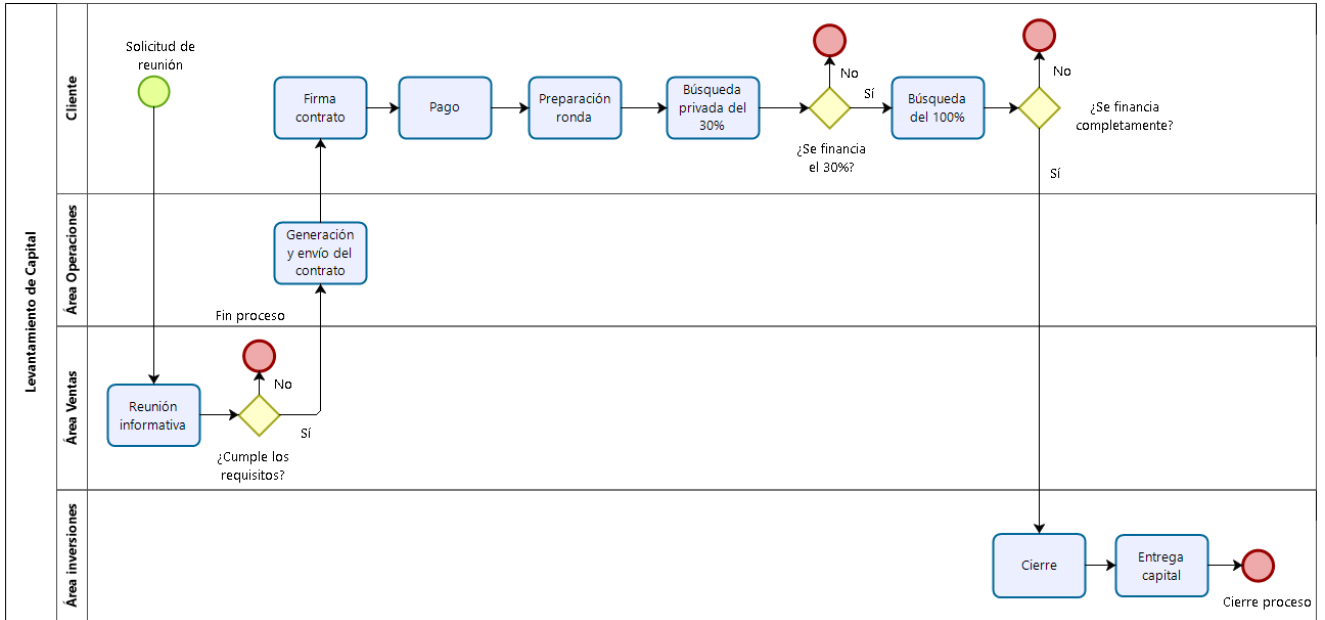 Levantamiento de Capital
Cliente
Solicitud de
reunión
Firma
contrato
Pago
Preparación
ronda
Búsqueda
privada del
30%
No
Sí
¿Se financia
el 30%?
Búsqueda
del 100%
No
¿Se financia
completamente?
Sí
Área Operaciones
Generación
y envío del
contrato
Fin proceso
Área Ventas
Reunión
informativa
No
Sí
¿Cumple los
requisitos?
Área inversiones
Cierre
Entrega
capital
Cierre proceso